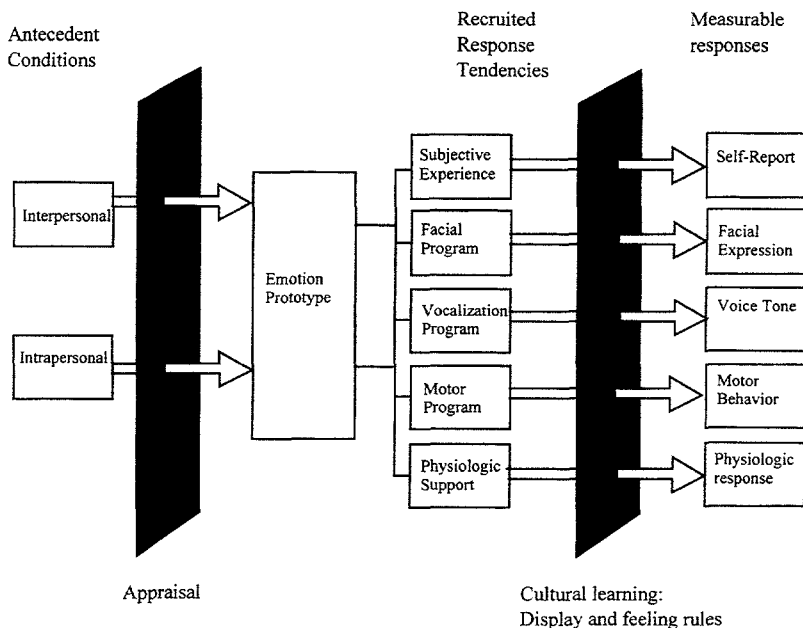 Antecedent
Conditions
Recruited
Response
Tendencies
Measurable
responses
Interpersonal
Intrapersonal
Emotion
Prototype
Subjective
Experience
Facial
Program
Vocalization
Program
Motor
Program
Physiologic
Support
Self-Report
Facial
Expression
Voice Tone
Motor
Behavior
Physiologic
response
Appraisal
Cultural learning:
Display and feeling rules